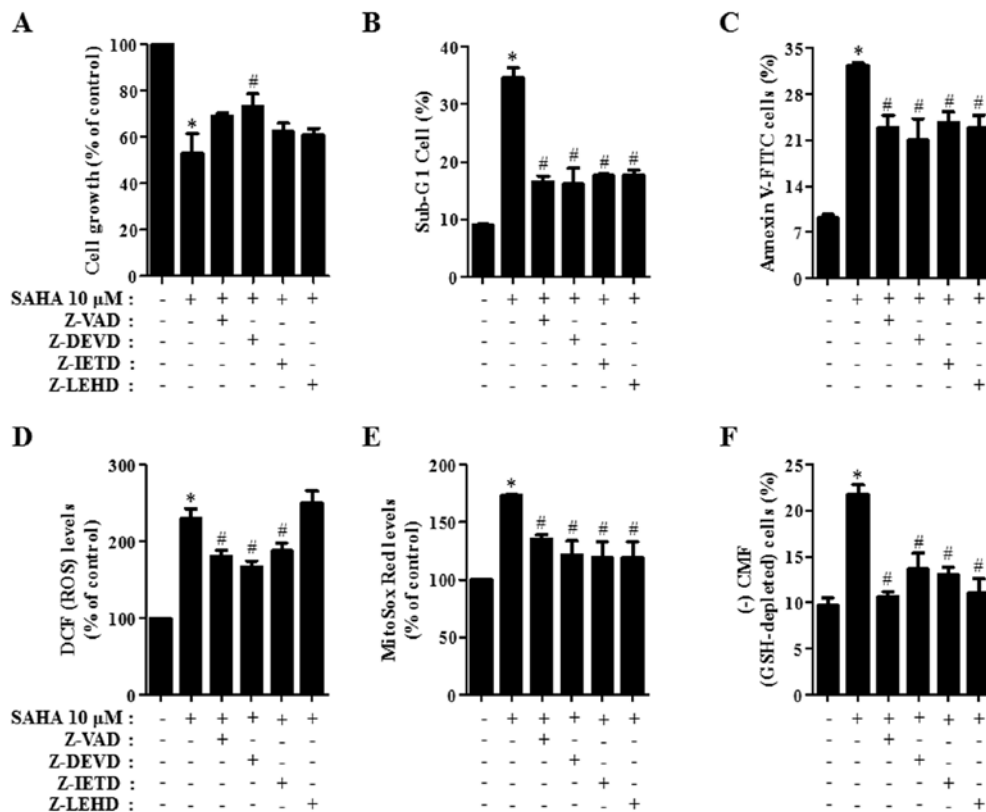 A
Cell growth (% of control)
100
80
60
40
20
0
*
#
B
Sub-G1 Cell (%)
40
30
20
10
0
*
# # # #
C
Annexin V-FITC cells (%)
35
28
21
14
7
0
*
# # # #
SAHA 10 μM : - + + + + + - + + + + + - + + + + +
Z-VAD : - - + - - - - - + - - - - - + - - -
Z-DEVD : - - - + - - - - - + - - - - - + - -
Z-IETD : - - - - + - - - - - + - - - - - + -
Z-LEHD : - - - - - + - - - - - + - - - - - +
D
DCF (ROS) levels
(% of control)
300
200
100
0
*
# # #
E
MitoSox Red levels
(% of control)
200
150
100
50
0
*
# # # #
F
(-) CMF
(GSH-depleted) cells (%)
25
20
15
10
5
0
*
# # # #
SAHA 10 μM : - + + + + + - + + + + + - + + + + +
Z-VAD : - - + - - - - - + - - - - - + - - -
Z-DEVD : - - - + - - - - - + - - - - - + - -
Z-IETD : - - - - + - - - - - + - - - - - + -
Z-LEHD : - - - - - + - - - - - + - - - - - +